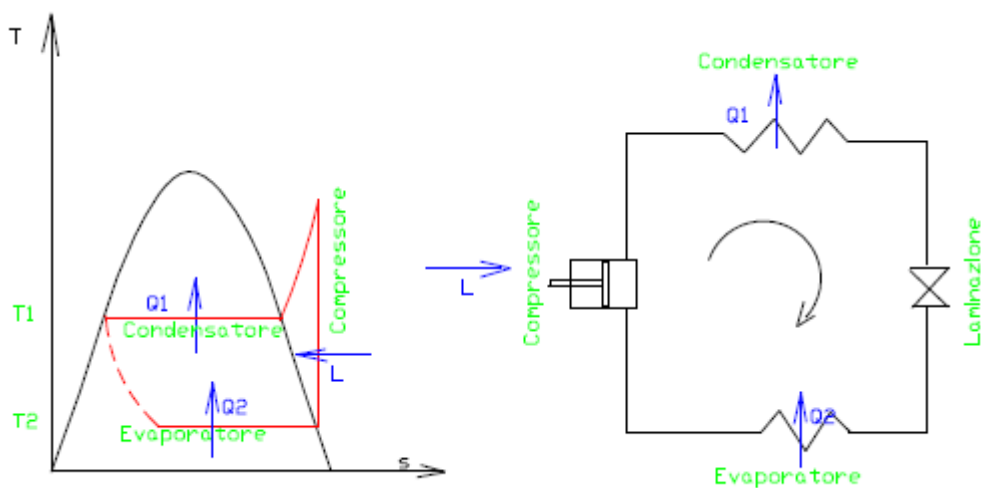 T
Q1
T1
Condensatore
Compressore
L
Q2
T2
Evaporatore
s
Condensatore
Q1
Compressore
L
Laminazione
Q2
Evaporatore